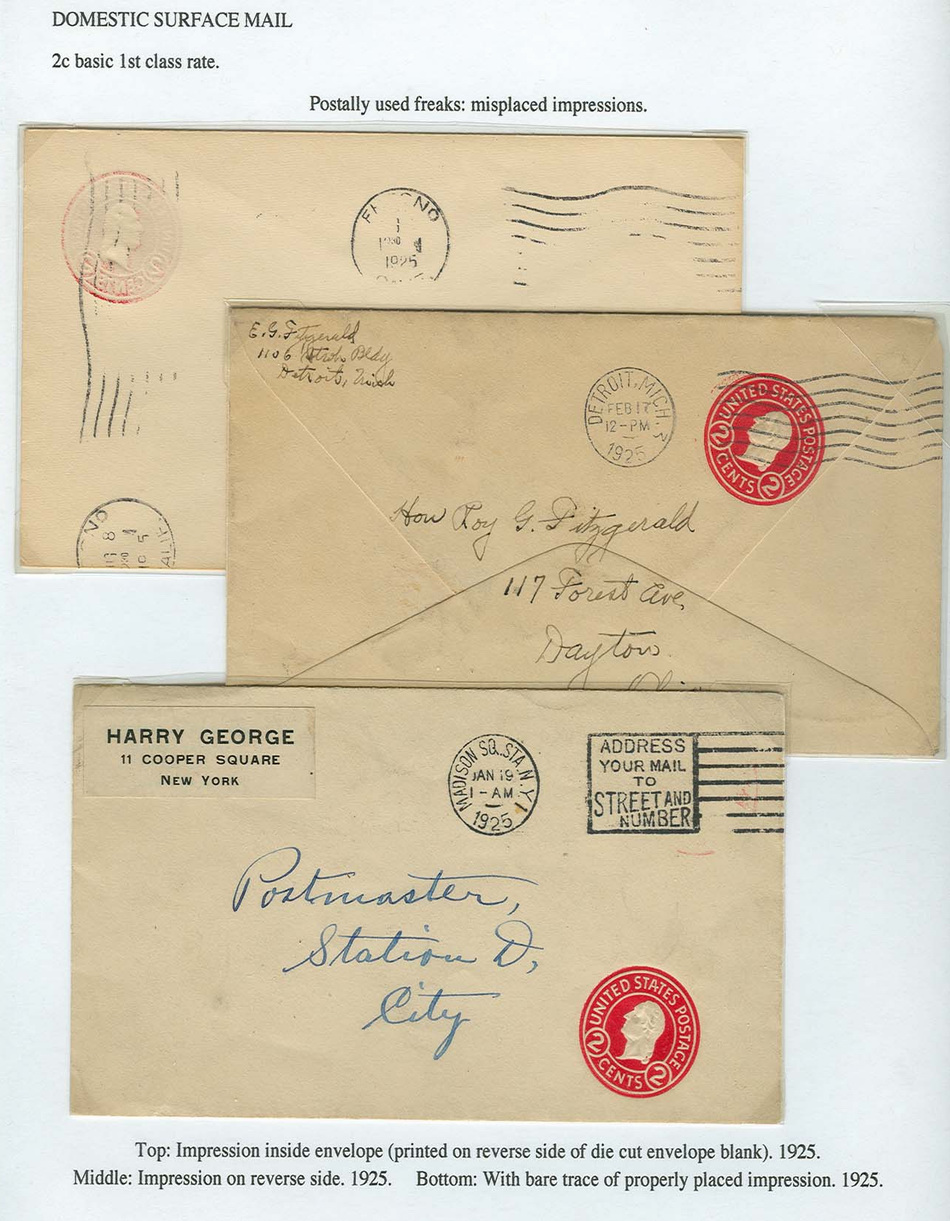 DOMESTIC SURFACE MAIL
2c basic 1st class rate.
Postally used freaks: misplaced impressions.
1925
E. G. Fitzgerald
1106 Bldg
Detroit, Mich
DETROIT, MICH.
FEB 17
12-PM
1925
UNITED STATES POSTAGE
2 CENTS 2
Hon Roy G. Fitzgerald
117 Forest Ave,
Dayton
HARRY GEORGE
11 COOPER SQUARE
NEW YORK
MADISON SQ. STA. N.Y.
JAN 19
1-AM
1925
ADDRESS
YOUR MAIL
TO
STREET AND
NUMBER
Postmaster,
Station D,
City
UNITED STATES POSTAGE
2 CENTS 2
Top: Impression inside envelope (printed on reverse side of die cut envelope blank). 1925.
Middle: Impression on reverse side. 1925. Bottom: With bare trace of properly placed impression. 1925.